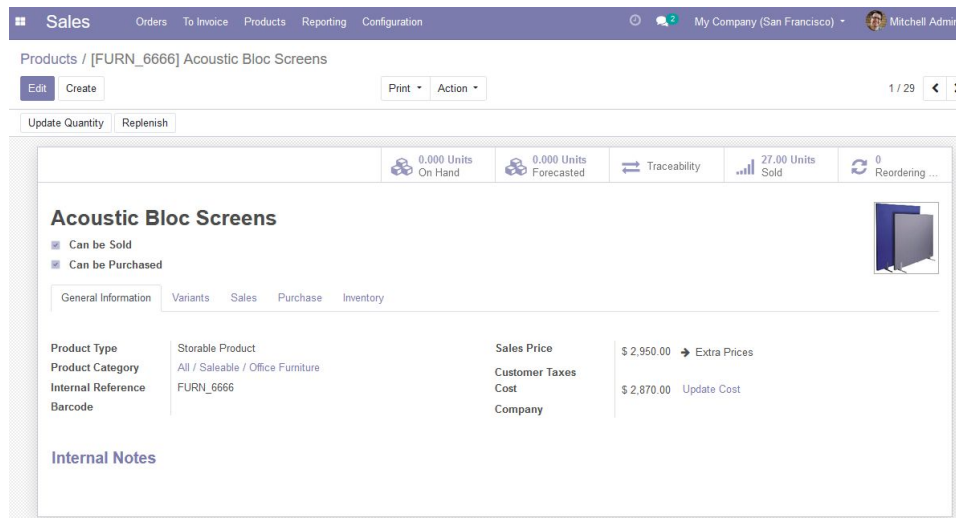 Sales Orders To Invoice Products Reporting Configuration 2 My Company (San Francisco) Mitchell Admin
Products / [FURN_6666] Acoustic Bloc Screens
Edit Create Print Action 1 / 29
Update Quantity Replenish
0.000 Units On Hand
0.000 Units Forecasted
Traceability
27.00 Units Sold
0 Reordering ...
Acoustic Bloc Screens
Can be Sold
Can be Purchased
General Information Variants Sales Purchase Inventory
Product Type Storable Product
Product Category All / Saleable / Office Furniture
Internal Reference FURN_6666
Barcode
Sales Price $ 2,950.00 Extra Prices
Customer Taxes
Cost $ 2,870.00 Update Cost
Company
Internal Notes